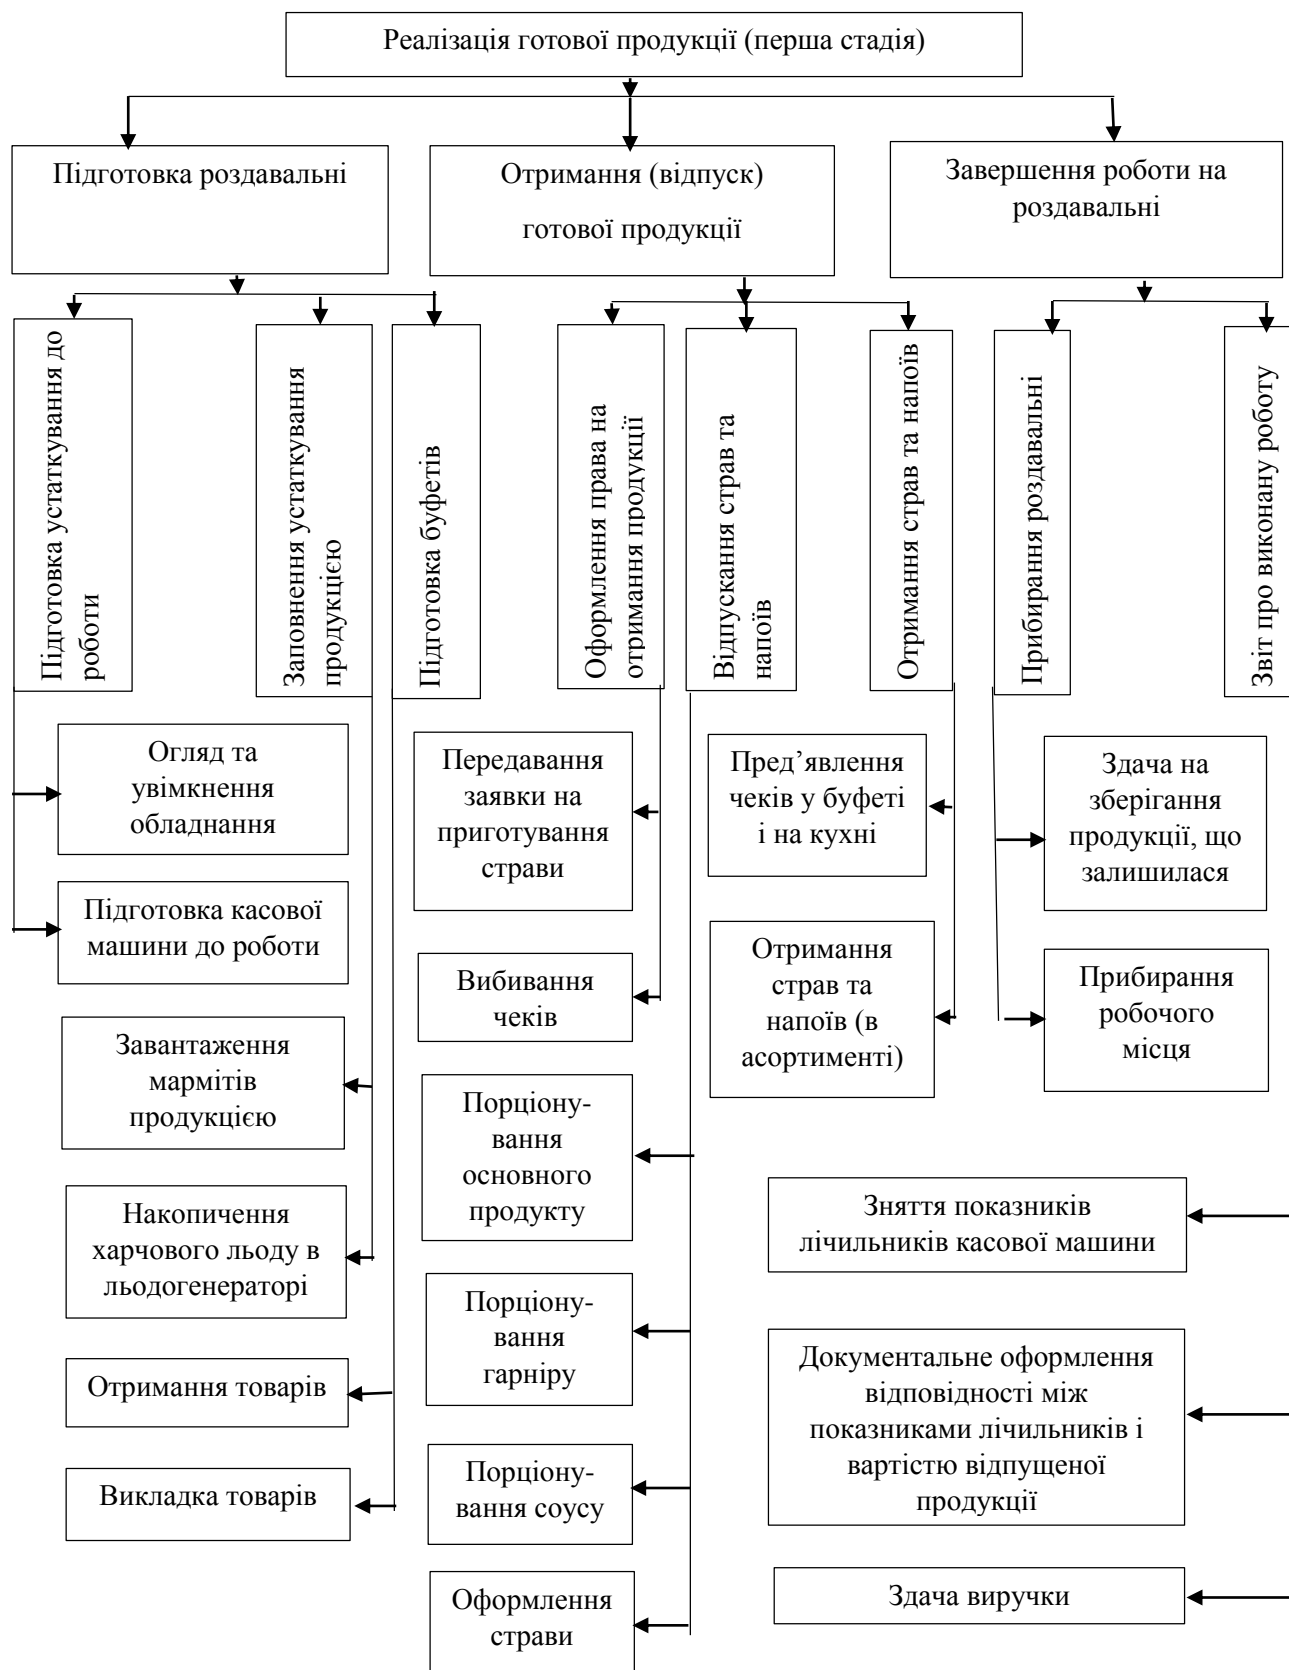 Реалізація готової продукції (перша стадія)
Підготовка роздавальні
Отримання (відпуск)
готової продукції
Завершення роботи на
роздавальні
Підготовка устаткування до
роботи
Заповнення устаткування
продукцією
Підготовка буфетів
Оформлення права на
отримання продукції
Відпускання страв та
напоїв
Отримання страв та напоїв
Прибирання роздавальні
Звіт про виконану роботу
Огляд та
увімкнення
обладнання
Підготовка касової
машини до роботи
Завантаження
мармітів
продукцією
Накопичення
харчового льоду в
льодогенераторі
Отримання товарів
Викладка товарів
Передавання
заявки на
приготування
страви
Вибивання
чеків
Порціону-
вання
основного
продукту
Порціону-
вання
гарніру
Порціону-
вання соусу
Оформлення
страви
Пред’явлення
чеків у буфеті
і на кухні
Отримання
страв та
напоїв (в
асортименті)
Здача на
зберігання
продукції, що
залишилася
Прибирання
робочого
місця
Зняття показників
лічильників касової машини
Документальне оформлення
відповідності між
показниками лічильників і
вартістю відпущеної
продукції
Здача виручки